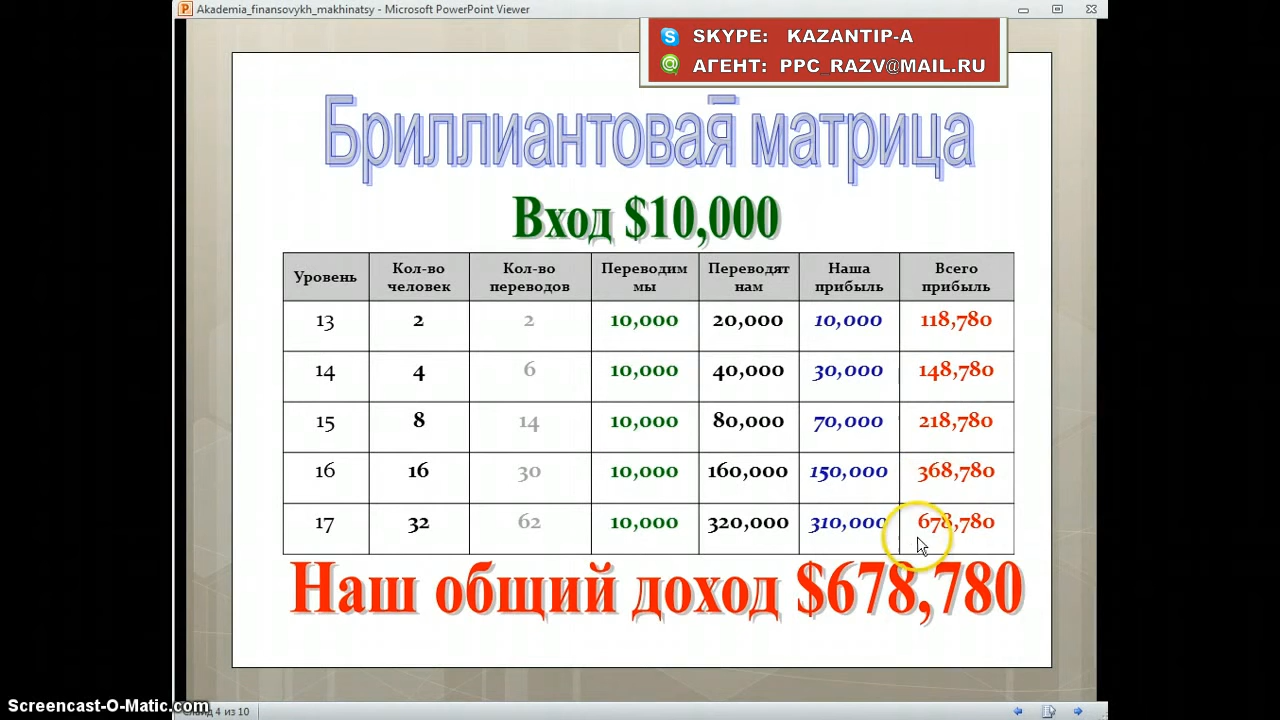 Akademia_finansovykh_makhinatsy - Microsoft PowerPoint Viewer
SKYPE: KAZANTIP-A
АГЕНТ: PPC_RAZV@MAIL.RU
Бриллиантовая матрица
Вход $10,000
Уровень Кол-во человек Кол-во переводов Переводим мы Переводят нам Наша прибыль Всего прибыль
13 2 2 10,000 20,000 10,000 118,780
14 4 6 10,000 40,000 30,000 148,780
15 8 14 10,000 80,000 70,000 218,780
16 16 30 10,000 160,000 150,000 368,780
17 32 62 10,000 320,000 310,000 678,780
Наш общий доход $678,780
Screencast-O-Matic.com
Слайд 4 из 10